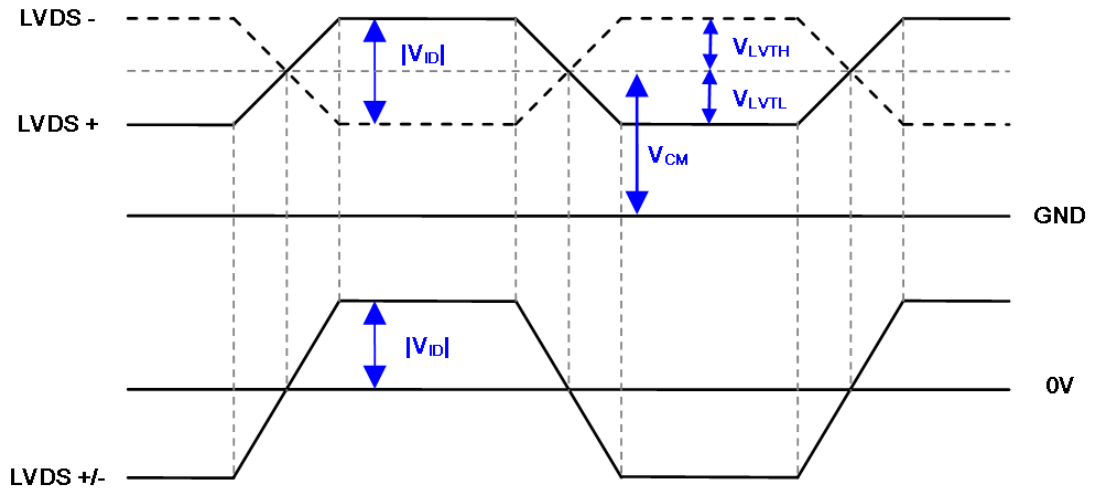 LVDS -
|VID|
VLVTH
VLVTL
LVDS +
VCM
GND
|VID|
0V
LVDS +/-